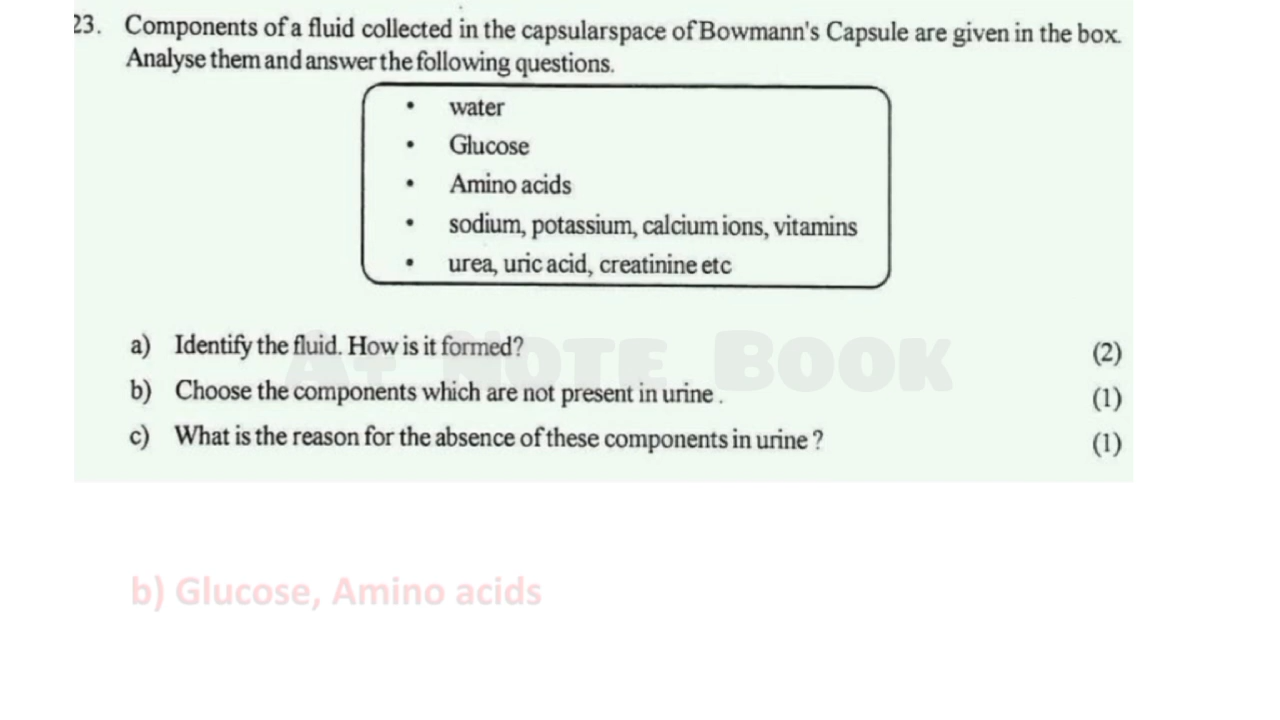 23. Components of a fluid collected in the capsularspace of Bowmann's Capsule are given in the box.
Analyse them and answer the following questions.
• water
• Glucose
• Amino acids
• sodium, potassium, calcium ions, vitamins
• urea, uric acid, creatinine etc
A+ NOTE BOOK
a) Identify the fluid. How is it formed? (2)
b) Choose the components which are not present in urine . (1)
c) What is the reason for the absence of these components in urine ? (1)
b) Glucose, Amino acids